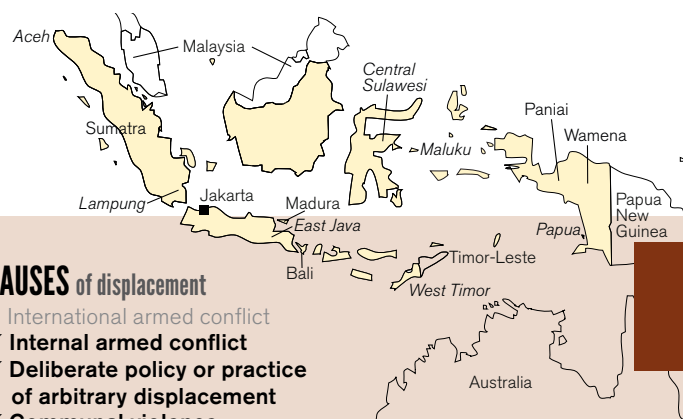 Aceh
Malaysia
Central
Sulawesi
Paniai
Wamena
Sumatra
Maluku
Lampung
Jakarta
Madura
East Java
Papua
New
Guinea
Papua
Bali
Timor-Leste
West Timor
Australia
AUSES of displacement
International armed conflict
Internal armed conflict
Deliberate policy or practice
of arbitrary displacement
Communal violence